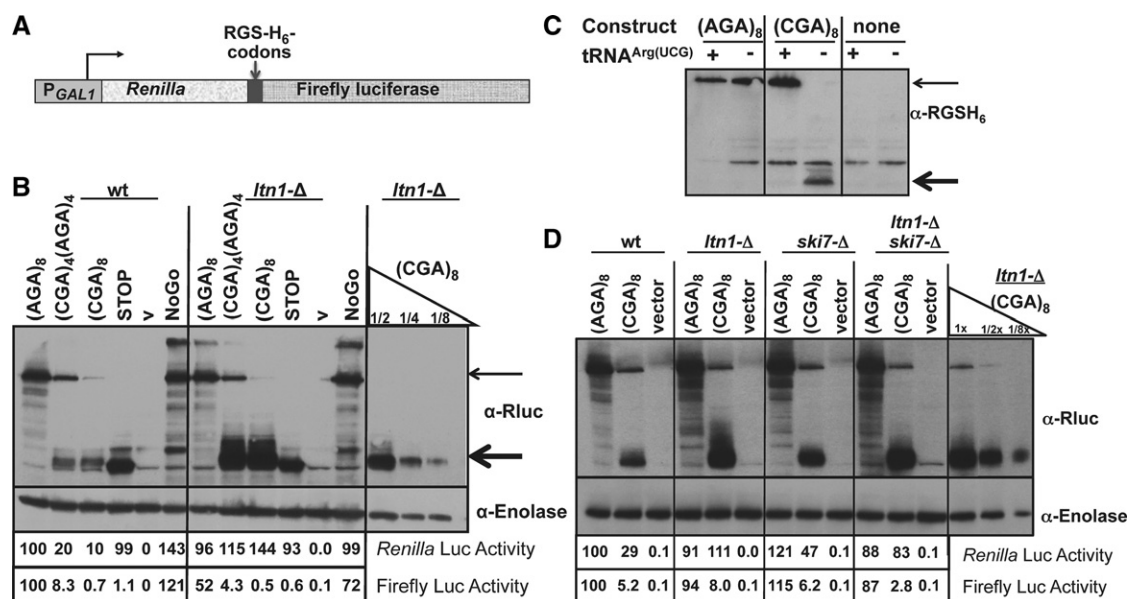 A
RGS-H6-
codons
PGAL1
Renilla
Firefly luciferase
B
wt
ltn1-Δ
ltn1-Δ
(AGA)8
(CGA)4(AGA)4
(CGA)8
STOP
v
NoGo
(AGA)8
(CGA)4(AGA)4
(CGA)8
STOP
v
NoGo
(CGA)8
1/2 1/4 1/8
α-Rluc
α-Enolase
100 20 10 99 0 143 96 115 144 93 0.0 99 Renilla Luc Activity
100 8.3 0.7 1.1 0 121 52 4.3 0.5 0.6 0.1 72 Firefly Luc Activity
C
Construct (AGA)8 (CGA)8 none
tRNAArg(UCG) + - + - + -
α-RGSH6
D
wt
ltn1-Δ
ski7-Δ
ltn1-Δ
ski7-Δ
ltn1-Δ
(AGA)8
(CGA)8
vector
(AGA)8
(CGA)8
vector
(AGA)8
(CGA)8
vector
(AGA)8
(CGA)8
vector
(CGA)8
1x 1/2x 1/8x
α-Rluc
α-Enolase
100 29 0.1 91 111 0.0 121 47 0.1 88 83 0.1 Renilla Luc Activity
100 5.2 0.1 94 8.0 0.1 115 6.2 0.1 87 2.8 0.1 Firefly Luc Activity